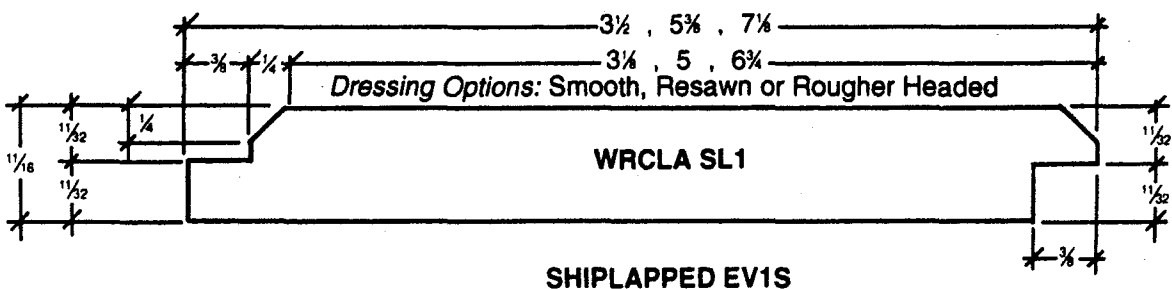 3½ , 5⅜ , 7⅛
⅜ ¼ 3⅛ , 5 , 6¾
Dressing Options: Smooth, Resawn or Rougher Headed
11/16 11/32 ¼ 11/32
11/32 11/32
WRCLA SL1
⅜
SHIPLAPPED EV1S